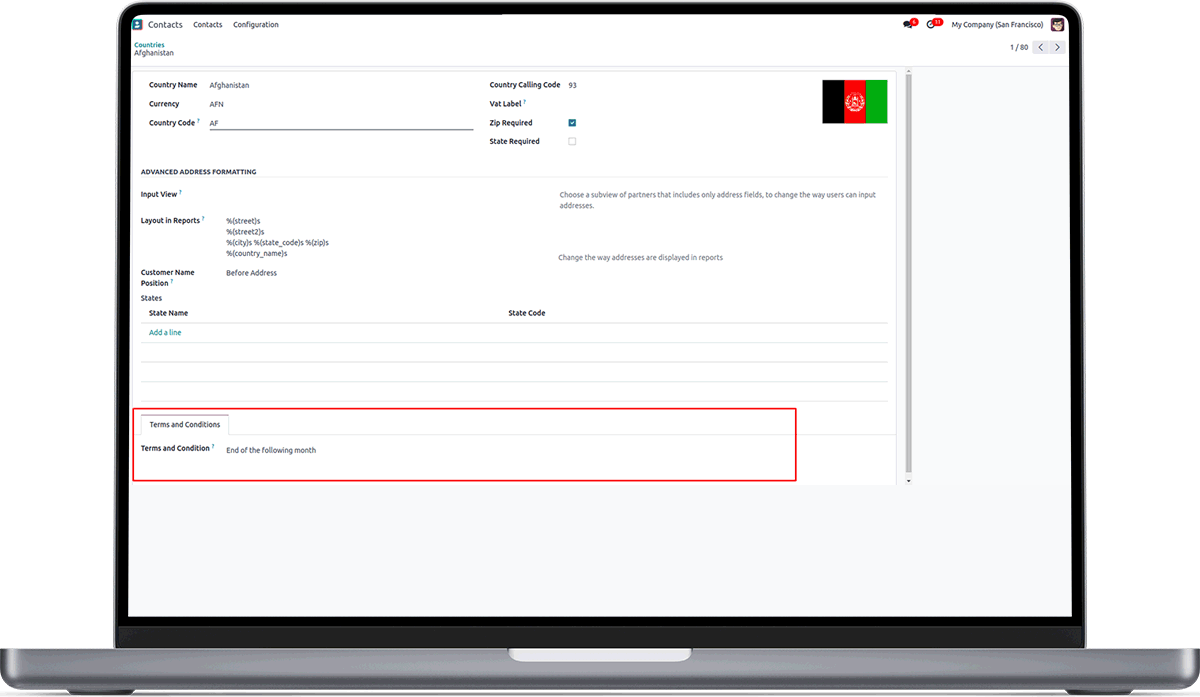 Contacts Contacts Configuration 6 11 My Company (San Francisco)
Countries
Afghanistan
1 / 80
Country Name Afghanistan
Currency AFN
Country Code ? AF
Country Calling Code 93
Vat Label ?
Zip Required
State Required
ADVANCED ADDRESS FORMATTING
Input View ?
Choose a subview of partners that includes only address fields, to change the way users can input
addresses.
Layout in Reports ?
%(street)s
%(street2)s
%(city)s %(state_code)s %(zip)s
%(country_name)s
Change the way addresses are displayed in reports
Customer Name
Position ?
Before Address
States
State Name State Code
Add a line
Terms and Conditions
Terms and Condition ? End of the following month